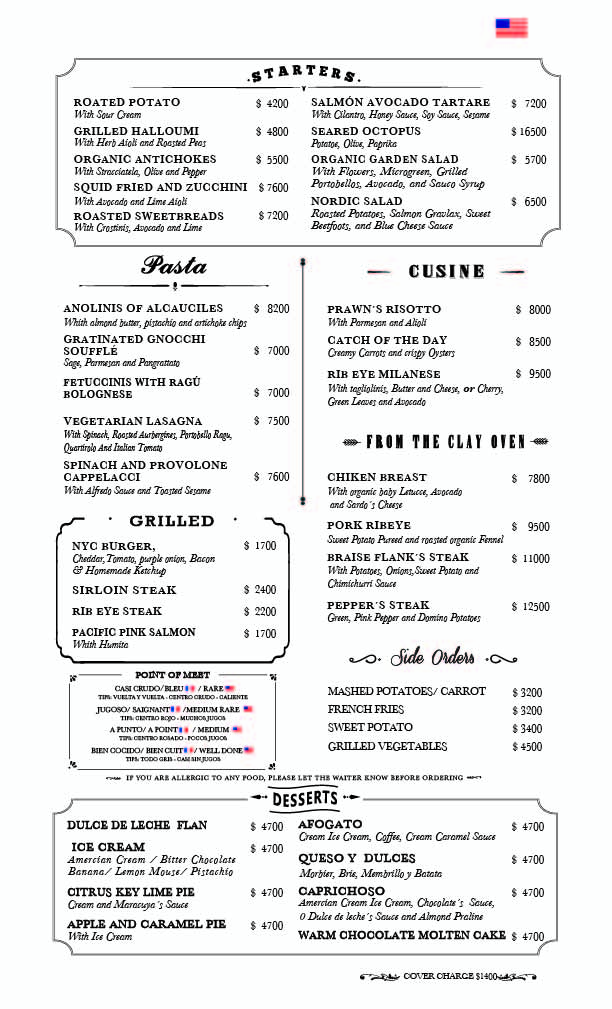 STARTERS
ROATED POTATO $ 4200
With Sour Cream
GRILLED HALLOUMI $ 4800
With Herb Aioli and Roasted Peas
ORGANIC ANTICHOKES $ 5500
With Stracciatela, Olive and Pepper
SQUID FRIED AND ZUCCHINI $ 7600
With Avocado and Lime Aioli
ROASTED SWEETBREADS $ 7200
With Crostinis, Avocado and Lime
SALMÓN AVOCADO TARTARE $ 7200
With Cilantro, Honey Sauce, Soy Sauce, Sesame
SEARED OCTOPUS $ 16500
Potatoe, Olive, Paprika
ORGANIC GARDEN SALAD $ 5700
With Flowers, Microgreen, Grilled
Portobellos, Avocado, and Sauco Syrup
NORDIC SALAD $ 6500
Roasted Potatoes, Salmon Gravlax, Sweet
Beetfoots, and Blue Cheese Sauce
Pasta
ANOLINIS OF ALCAUCILES $ 8200
Whith almond butter, pistachio and artichoke chips
GRATINATED GNOCCHI
SOUFFLÉ $ 7000
Sage, Parmesan and Pangrattato
FETUCCINIS WITH RAGÚ
BOLOGNESE $ 7000
VEGETARIAN LASAGNA $ 7500
With Spinach, Roasted Aurbergines, Portobello Ragu,
Quartirolo And Italian Tomato
SPINACH AND PROVOLONE
CAPPELACCI $ 7600
With Alfredo Sauce and Toasted Sesame
CUSINE
PRAWN´S RISOTTO $ 8000
With Parmesan and Alioli
CATCH OF THE DAY $ 8500
Creamy Carrots and crispy Oysters
RIB EYE MILANESE $ 9500
With tagliolinis, Butter and Cheese, or Cherry,
Green Leaves and Avocado
FROM THE CLAY OVEN
CHIKEN BREAST $ 7800
With organic baby Letucce, Avocado
and Sardo´s Cheese
PORK RIBEYE $ 9500
Sweet Potato Pureed and roasted organic Fennel
BRAISE FLANK´S STEAK $ 11000
With Potatoes, Onions,Sweet Potato and
Chimichurri Sauce
PEPPER´S STEAK $ 12500
Green, Pink Pepper and Domino Potatoes
GRILLED
NYC BURGER, $ 1700
Cheddar,Tomato, purple onion, Bacon
& Homemade Ketchup
SIRLOIN STEAK $ 2400
RIB EYE STEAK $ 2200
PACIFIC PINK SALMON $ 1700
Whith Humita
POINT OF MEET
CASI CRUDO/BLEU / RARE
TIPS: VUELTA Y VUELTA - CENTRO CRUDO - CALIENTE
JUGOSO/ SAIGNANT /MEDIUM RARE
TIPS: CENTRO ROJO - MUCHOS JUGOS
A PUNTO/ A POINT / MEDIUM
TIPS: CENTRO ROSADO - POCOS JUGOS
BIEN COCIDO/ BIEN CUIT / WELL DONE
TIPS: TODO GRIS - CASI SIN JUGOS
Side Orders
MASHED POTATOES/ CARROT $ 3200
FRENCH FRIES $ 3200
SWEET POTATO $ 3400
GRILLED VEGETABLES $ 4500
IF YOU ARE ALLERGIC TO ANY FOOD, PLEASE LET THE WAITER KNOW BEFORE ORDERING
DESSERTS
DULCE DE LECHE FLAN $ 4700
ICE CREAM $ 4700
Amercian Cream / Bitter Chocolate
Banana/ Lemon Mouse/ Pistachio
CITRUS KEY LIME PIE $ 4700
Cream and Maracuya´s Sauce
APPLE AND CARAMEL PIE $ 4700
With Ice Cream
AFOGATO $ 4700
Cream Ice Cream, Coffee, Cream Caramel Sauce
QUESO Y DULCES $ 4700
Morbier, Brie, Membrillo y Batata
CAPRICHOSO $ 4700
Amercian Cream Ice Cream, Chocolate´s Sauce,
O Dulce de leche´s Sauce and Almond Praline
WARM CHOCOLATE MOLTEN CAKE $ 4700
COVER CHARGE $1400